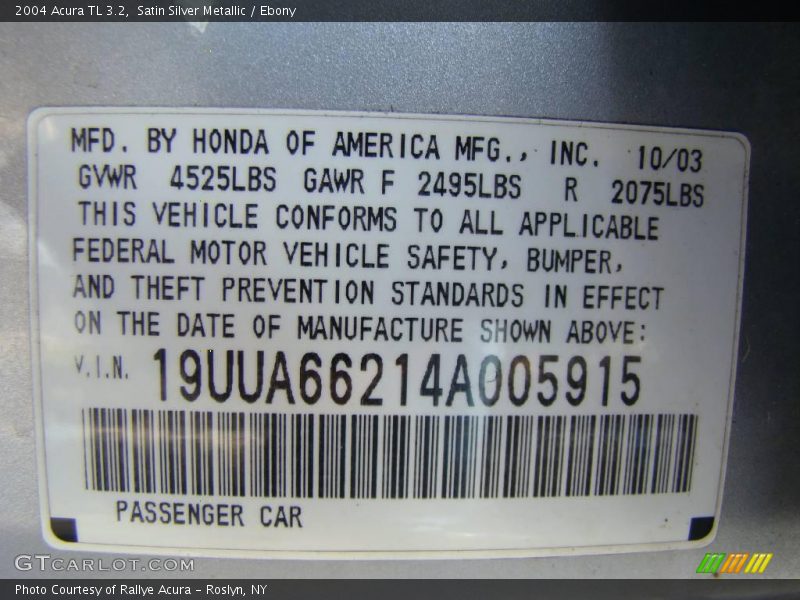 2004 Acura TL 3.2, Satin Silver Metallic / Ebony
MFD. BY HONDA OF AMERICA MFG., INC. 10/03
GVWR 4525LBS GAWR F 2495LBS R 2075LBS
THIS VEHICLE CONFORMS TO ALL APPLICABLE
FEDERAL MOTOR VEHICLE SAFETY, BUMPER,
AND THEFT PREVENTION STANDARDS IN EFFECT
ON THE DATE OF MANUFACTURE SHOWN ABOVE:
V.I.N. 19UUA66214A005915
PASSENGER CAR
GTCARLOT.COM
Photo Courtesy of Rallye Acura – Roslyn, NY